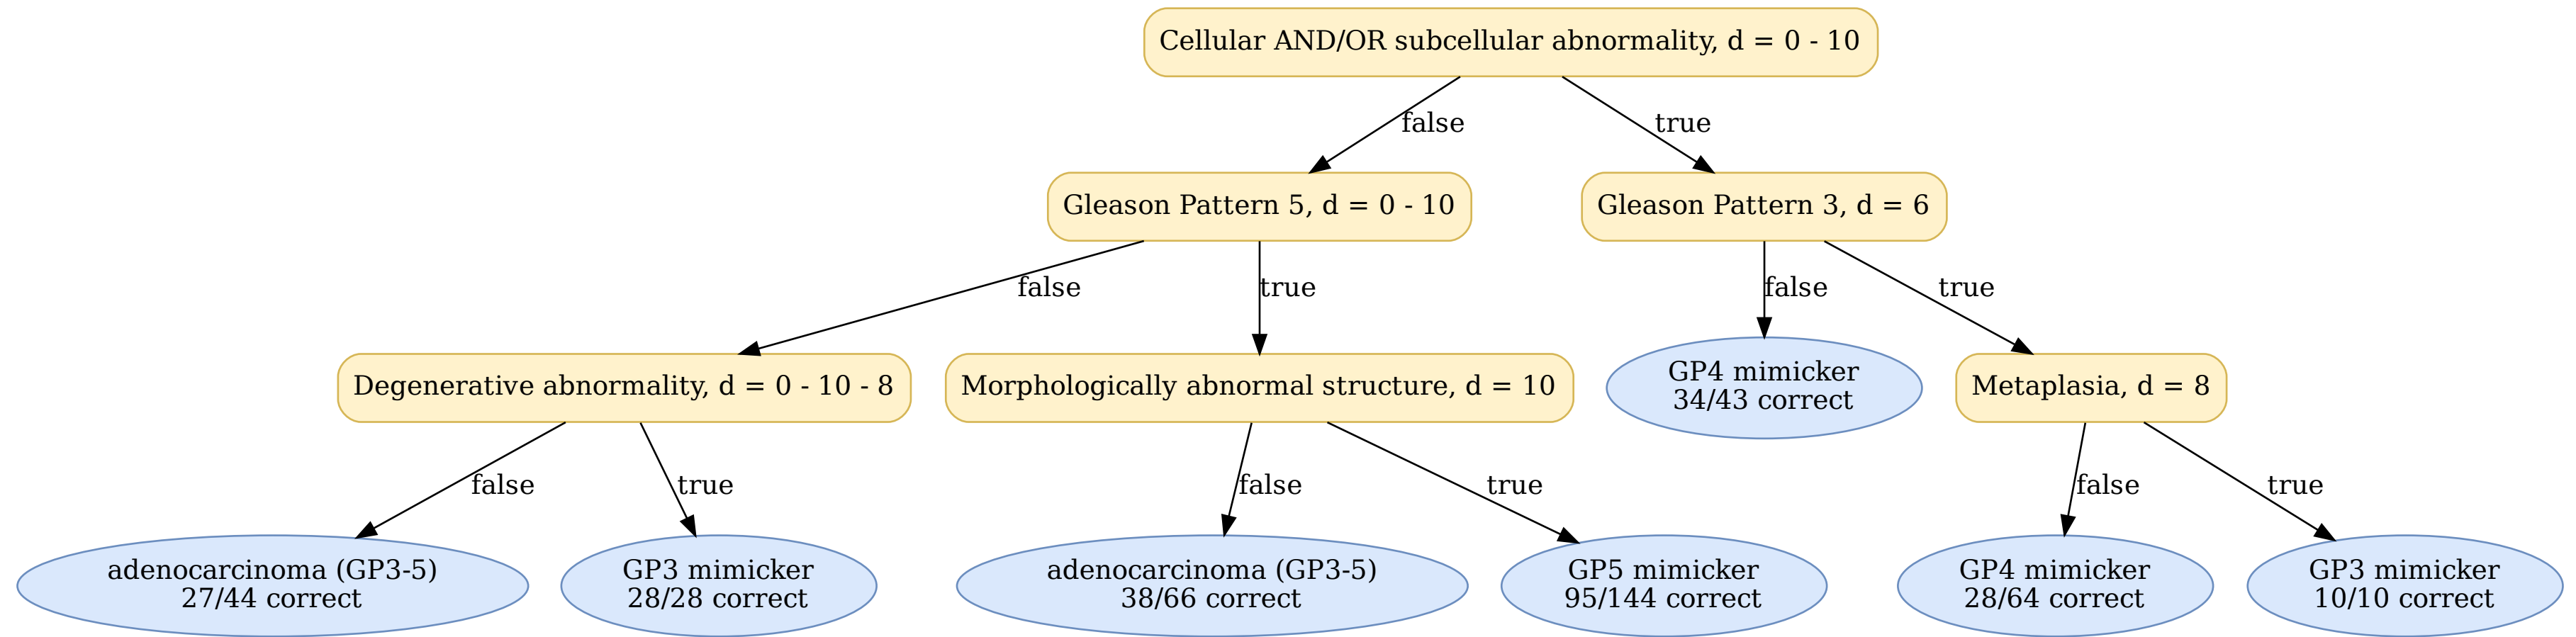 Cellular AND/OR subcellular abnormality, d = 0 - 10
false
true
Gleason Pattern 5, d = 0 - 10
Gleason Pattern 3, d = 6
false
true
false
true
Degenerative abnormality, d = 0 - 10 - 8
Morphologically abnormal structure, d = 10
GP4 mimicker
34/43 correct
Metaplasia, d = 8
false
true
false
true
false
true
adenocarcinoma (GP3-5)
27/44 correct
GP3 mimicker
28/28 correct
adenocarcinoma (GP3-5)
38/66 correct
GP5 mimicker
95/144 correct
GP4 mimicker
28/64 correct
GP3 mimicker
10/10 correct